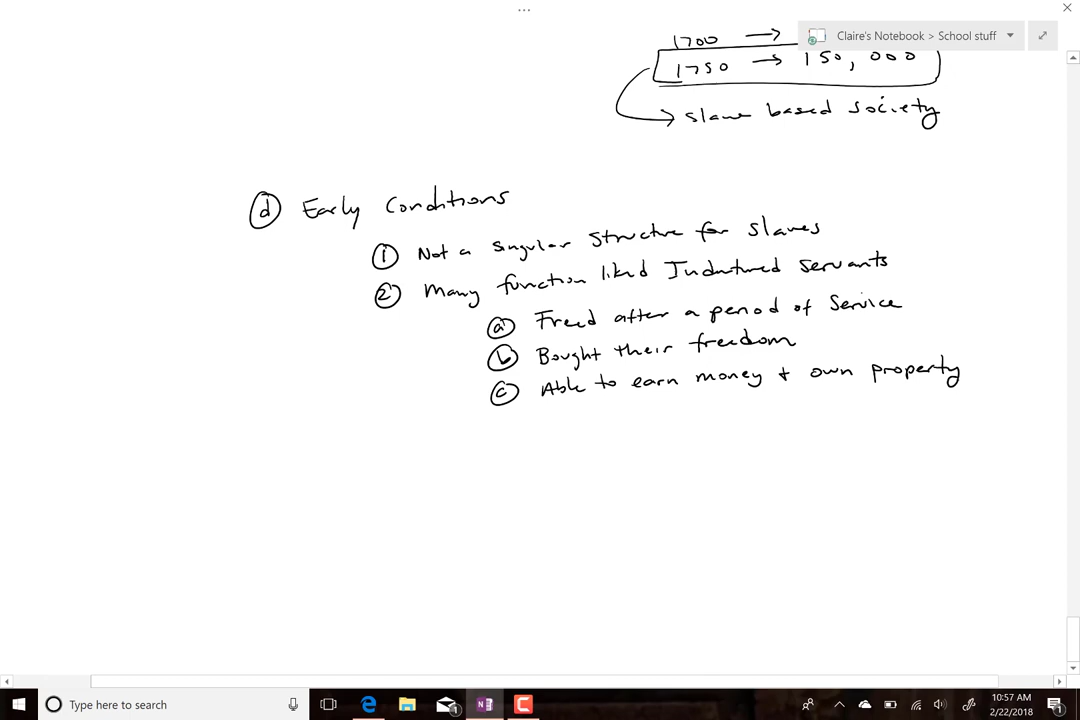 ...
1700 →
Claire's Notebook > School stuff
1750 → 150,000
→ slave based society
d Early Conditions
1 Not a singular structure for slaves
2 Many function liked Indentured servants
a Freed after a period of Service
b Bought their freedom
c Able to earn money + own property
Type here to search
10:57 AM
2/22/2018
1
1